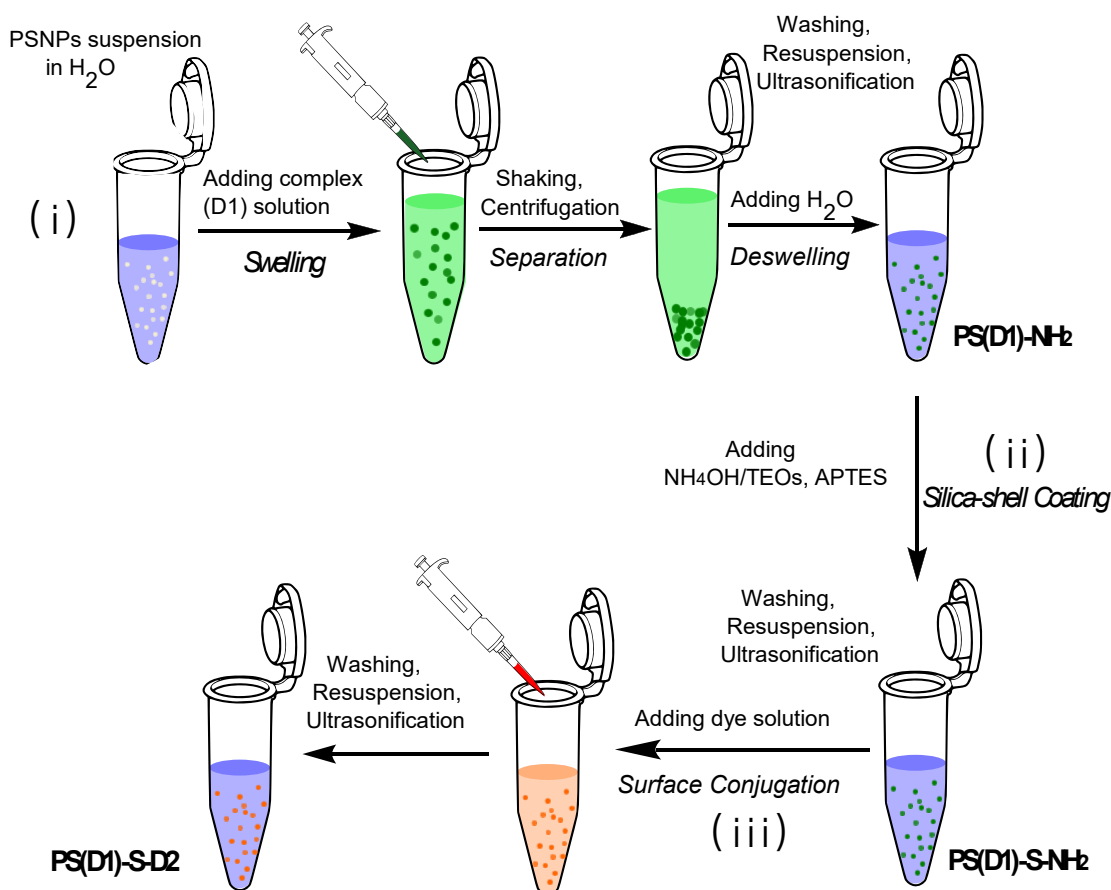 PSNPs suspension
in H2O
Washing,
Resuspension,
Ultrasonification
(i)
Adding complex
(D1) solution
Swelling
Shaking,
Centrifugation
Separation
Adding H2O
Deswelling
PS(D1)-NH2
Adding
NH4OH/TEOs, APTES
(ii)
Silica-shell Coating
Washing,
Resuspension,
Ultrasonification
PS(D1)-S-NH2
Adding dye solution
Surface Conjugation
(iii)
Washing,
Resuspension,
Ultrasonification
PS(D1)-S-D2